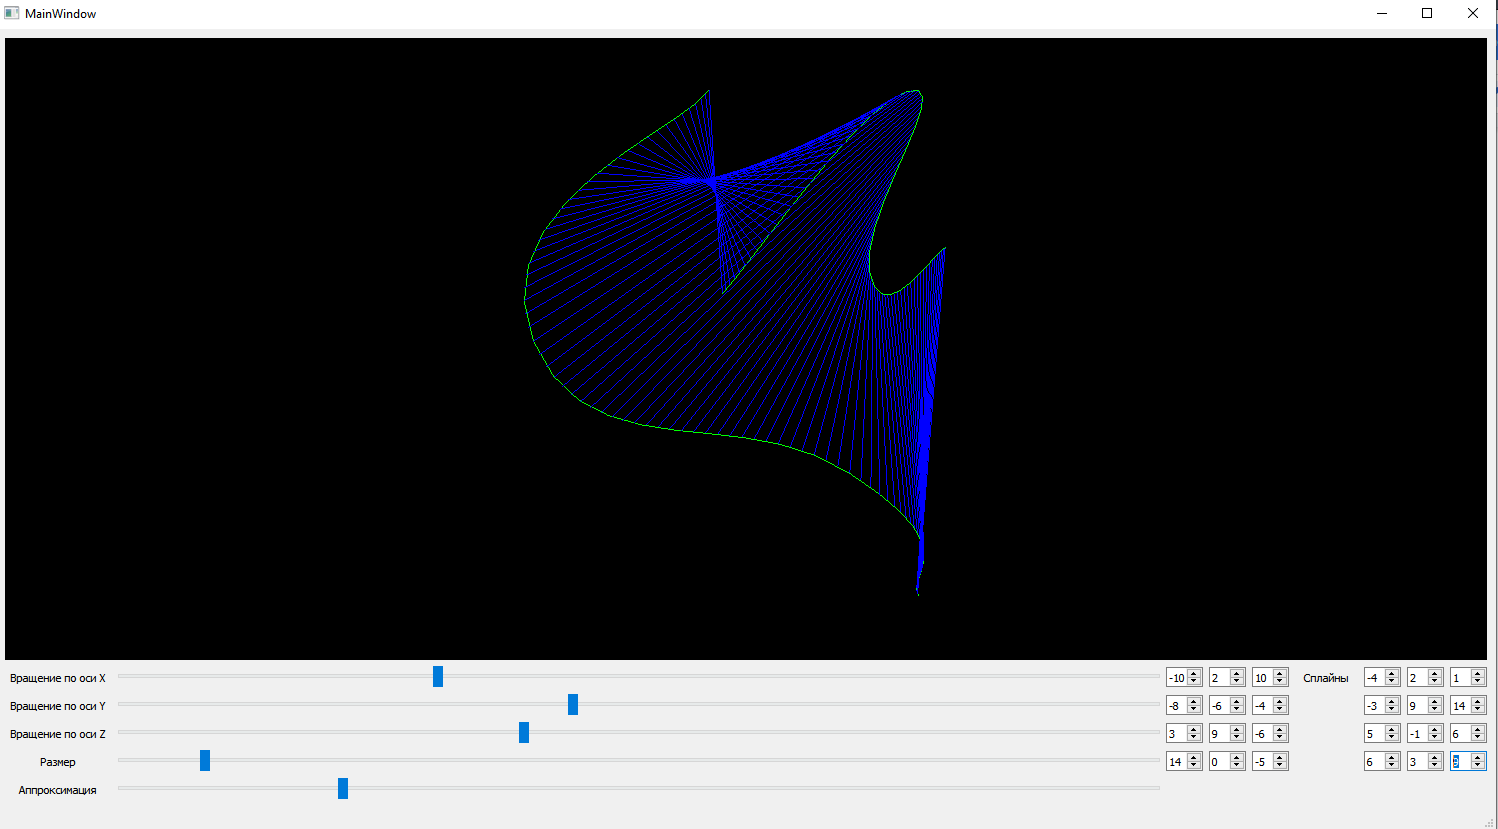 MainWindow
Вращение по оси X -10 2 10 Сплайны -4 2 1
Вращение по оси Y -8 -6 -4 -3 9 14
Вращение по оси Z 3 9 -6 5 -1 6
Размер 14 0 -5 6 3
Аппроксимация